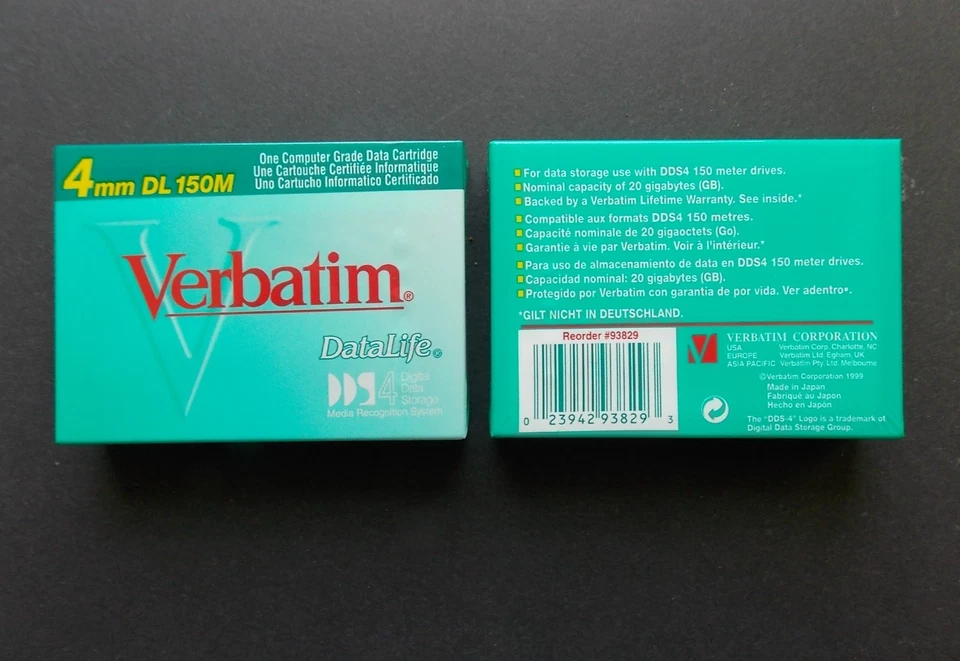 4mm DL 150M
One Computer Grade Data Cartridge
Une Cartouche Certifiée Informatique
Uno Cartucho Informatico Certificado
Verbatim®
DataLife®
DDS4 Digital
Data
Storage
Media Recognition System
For data storage use with DDS4 150 meter drives.
Nominal capacity of 20 gigabytes (GB).
Backed by a Verbatim Lifetime Warranty. See inside.*
Compatible aux formats DDS4 150 metres.
Capacité nominale de 20 gigaoctets (Go).
Garantie à vie par Verbatim. Voir à l'intérieur.*
Para uso de almacenamiento de data en DDS4 150 meter drives.
Capacidad nominal: 20 gigabytes (GB).
Protegido por Verbatim con garantia de por vida. Ver adentro*.
*GILT NICHT IN DEUTSCHLAND.
Reorder #93829
0 23942 93829 3
VERBATIM CORPORATION
USA Verbatim Corp. Charlotte, NC
EUROPE Verbatim Ltd. Egham, UK
ASIA PACIFIC Verbatim Pty. Ltd. Melbourne
©Verbatim Corporation 1999
Made in Japan
Fabriqué au Japon
Hecho en Japón
The "DDS-4" Logo is a trademark of
Digital Data Storage Group.